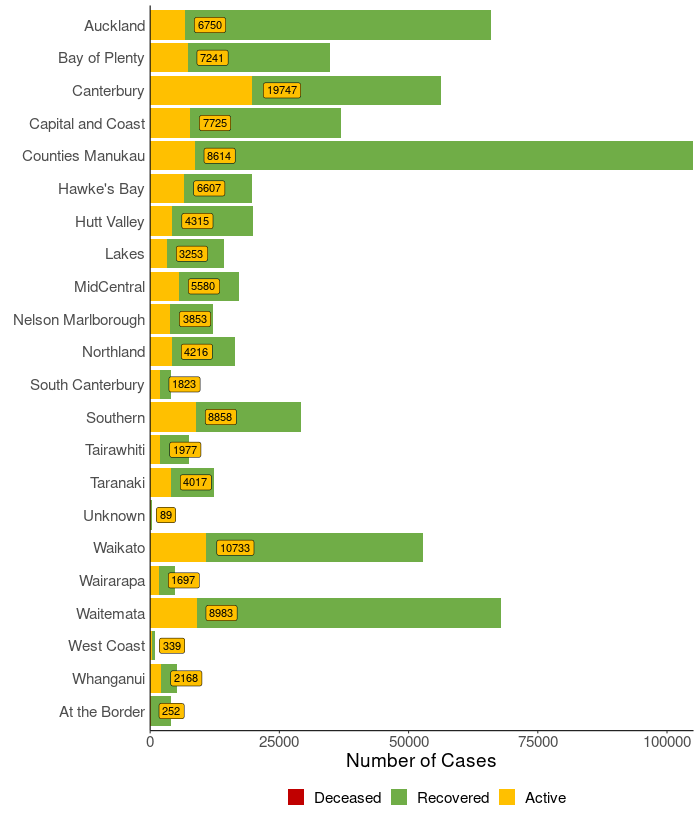 Auckland 6750
Bay of Plenty 7241
Canterbury 19747
Capital and Coast 7725
Counties Manukau 8614
Hawke's Bay 6607
Hutt Valley 4315
Lakes 3253
MidCentral 5580
Nelson Marlborough 3853
Northland 4216
South Canterbury 1823
Southern 8858
Tairawhiti 1977
Taranaki 4017
Unknown 89
Waikato 10733
Wairarapa 1697
Waitemata 8983
West Coast 339
Whanganui 2168
At the Border 252
0 25000 50000 75000 100000
Number of Cases
Deceased Recovered Active